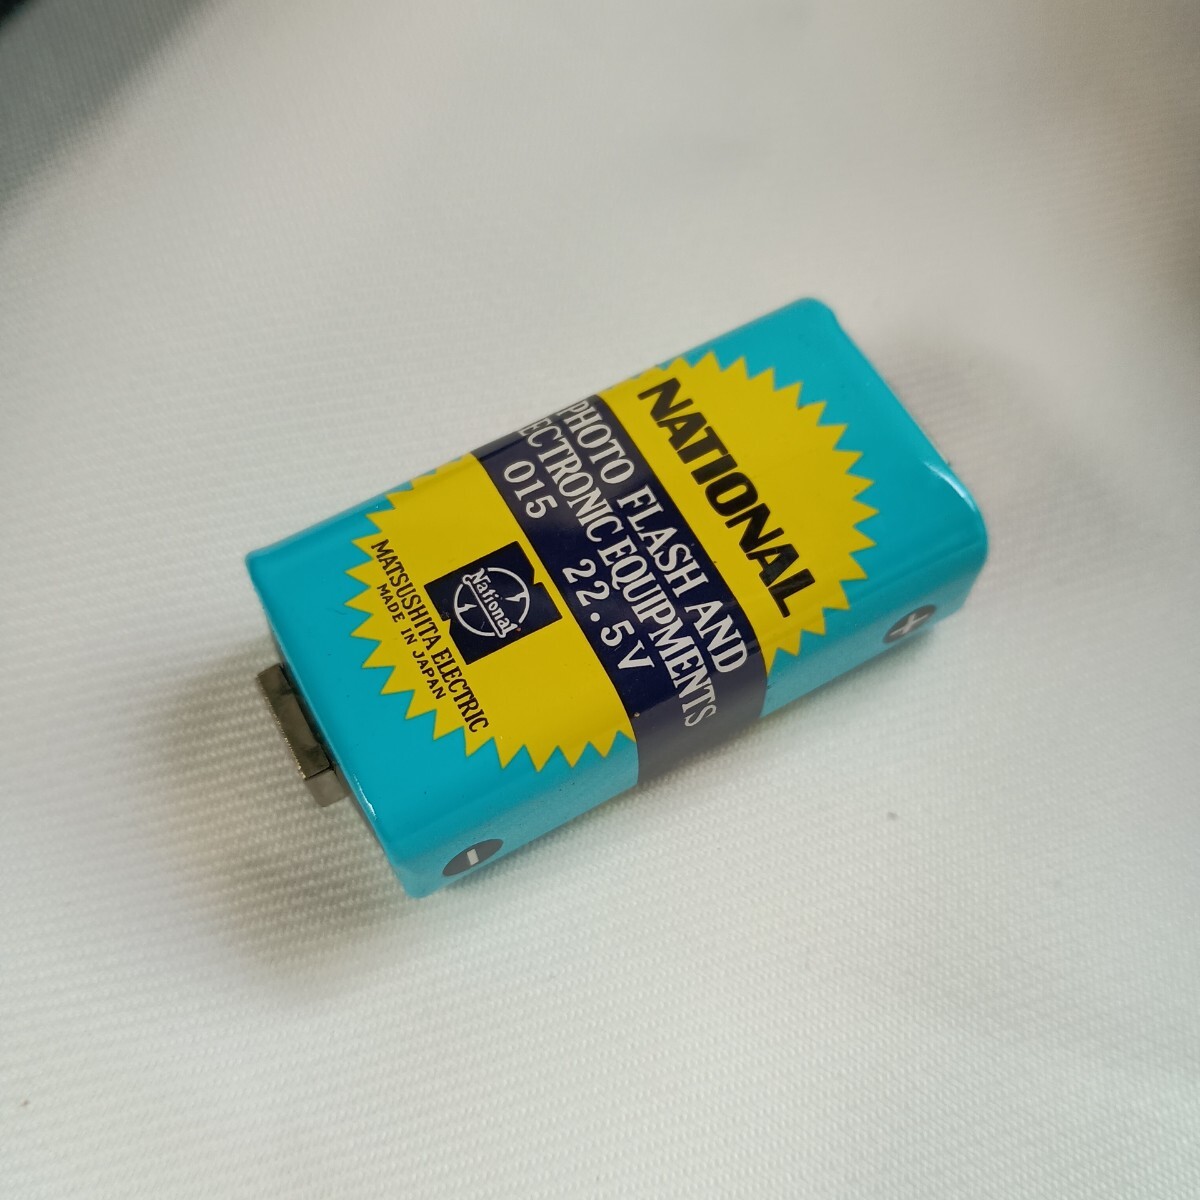 NATIONAL
PHOTO FLASH AND
ECTRONIC EQUIPMENTS
015 22.5V
National
MATSUSHITA ELECTRIC
MADE IN JAPAN
+
-